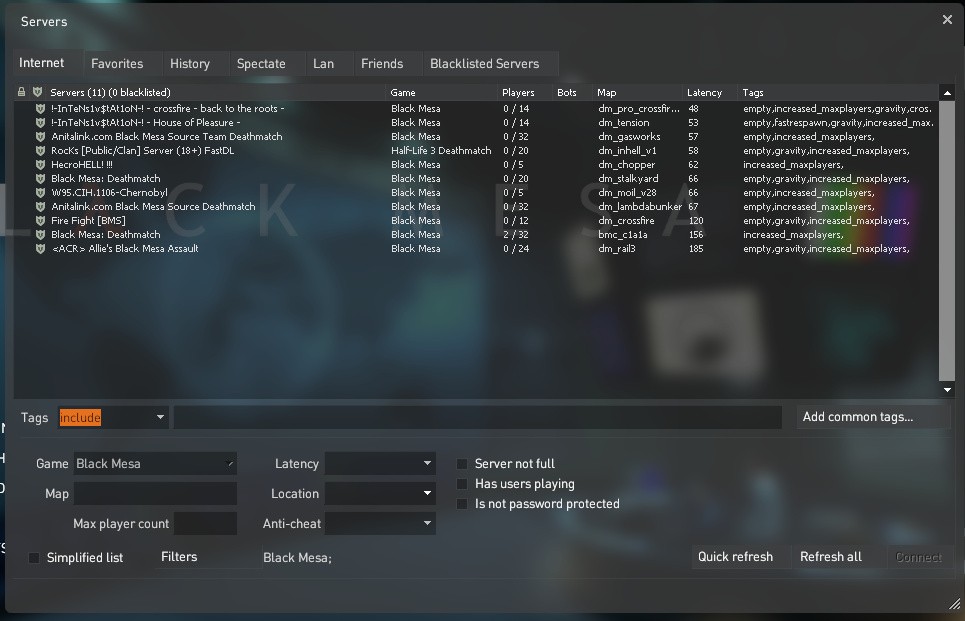 Servers
Internet Favorites History Spectate Lan Friends Blacklisted Servers
Servers (11) (0 blacklisted) Game Players Bots Map Latency Tags
!-InTeNs1v$tAt1oN-! - crossfire - back to the roots - Black Mesa 0 / 14 dm_pro_crossfir... 48 empty,increased_maxplayers,gravity,cros.
!-InTeNs1v$tAt1oN-! - House of Pleasure - Black Mesa 0 / 14 dm_tension 53 empty,fastrespawn,gravity,increased_max.
Anitalink.com Black Mesa Source Team Deathmatch Black Mesa 0 / 32 dm_gasworks 57 empty,increased_maxplayers,
RocKs [Public/Clan] Server (18+) FastDL Half-Life 3 Deathmatch 0 / 20 dm_inhell_v1 58 empty,gravity,increased_maxplayers,
HecroHELL! !!! Black Mesa 0 / 5 dm_chopper 62 increased_maxplayers,
Black Mesa: Deathmatch Black Mesa 0 / 20 dm_stalkyard 66 empty,gravity,increased_maxplayers,
W95.CIH.1106-Chernobyl Black Mesa 0 / 5 dm_moil_v28 66 empty,increased_maxplayers,
Anitalink.com Black Mesa Source Deathmatch Black Mesa 0 / 32 dm_lambdabunker 67 empty,increased_maxplayers,
Fire Fight [BMS] Black Mesa 0 / 12 dm_crossfire 120 empty,gravity,increased_maxplayers,
Black Mesa: Deathmatch Black Mesa 2 / 32 bmc_c1a1a 156 increased_maxplayers,
<ACR> Allie's Black Mesa Assault Black Mesa 0 / 24 dm_rail3 185 empty,gravity,increased_maxplayers,
Tags include Add common tags...
Game Black Mesa Latency Server not full
Has users playing
Map Location Is not password protected
Max player count Anti-cheat
Simplified list Filters Black Mesa; Quick refresh Refresh all Connect